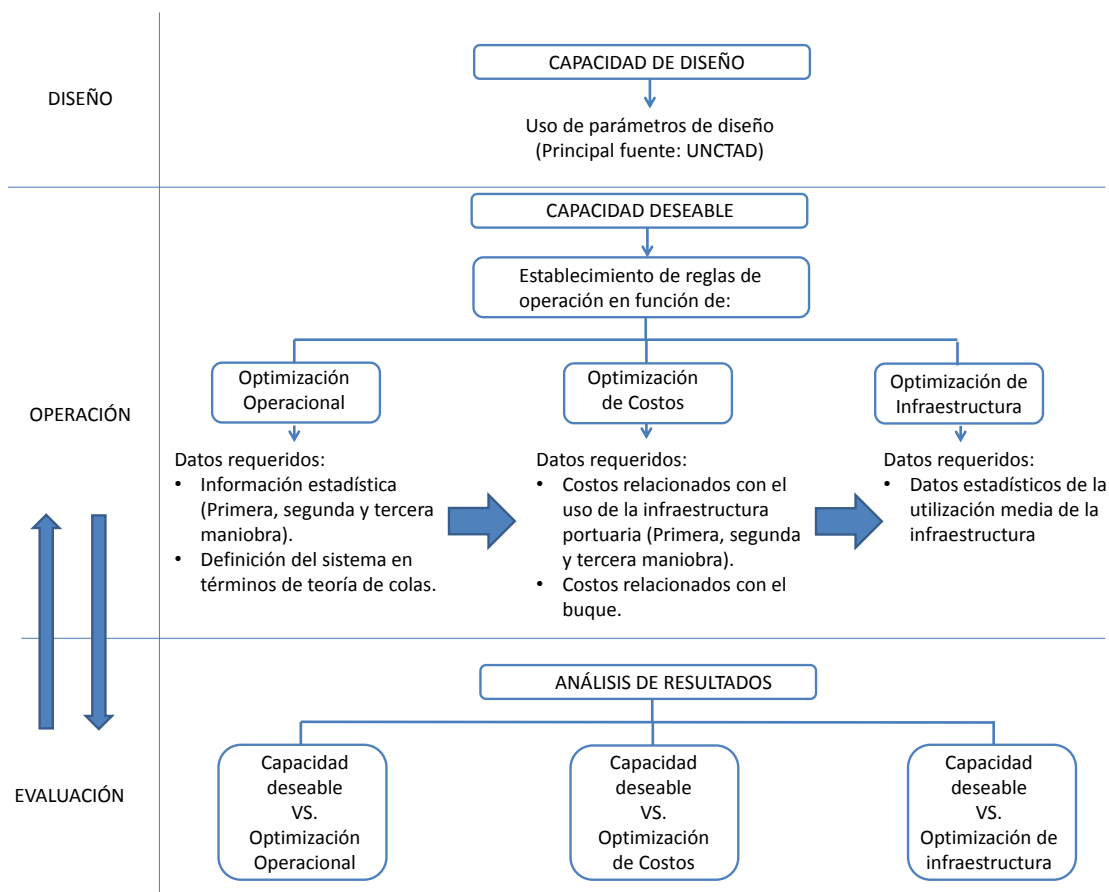 DISEÑO
CAPACIDAD DE DISEÑO
Uso de parámetros de diseño
(Principal fuente: UNCTAD)
OPERACIÓN
CAPACIDAD DESEABLE
Establecimiento de reglas de
operación en función de:
Optimización
Operacional
Datos requeridos:
• Información estadística
(Primera, segunda y tercera
maniobra).
• Definición del sistema en
términos de teoría de colas.
Optimización
de Costos
Datos requeridos:
• Costos relacionados con el
uso de la infraestructura
portuaria (Primera, segunda
y tercera maniobra).
• Costos relacionados con el
buque.
Optimización de
Infraestructura
Datos requeridos:
• Datos estadísticos de la
utilización media de la
infraestructura
EVALUACIÓN
ANÁLISIS DE RESULTADOS
Capacidad
deseable
VS.
Optimización
Operacional
Capacidad
deseable
VS.
Optimización
de Costos
Capacidad
deseable
VS.
Optimización de
infraestructura